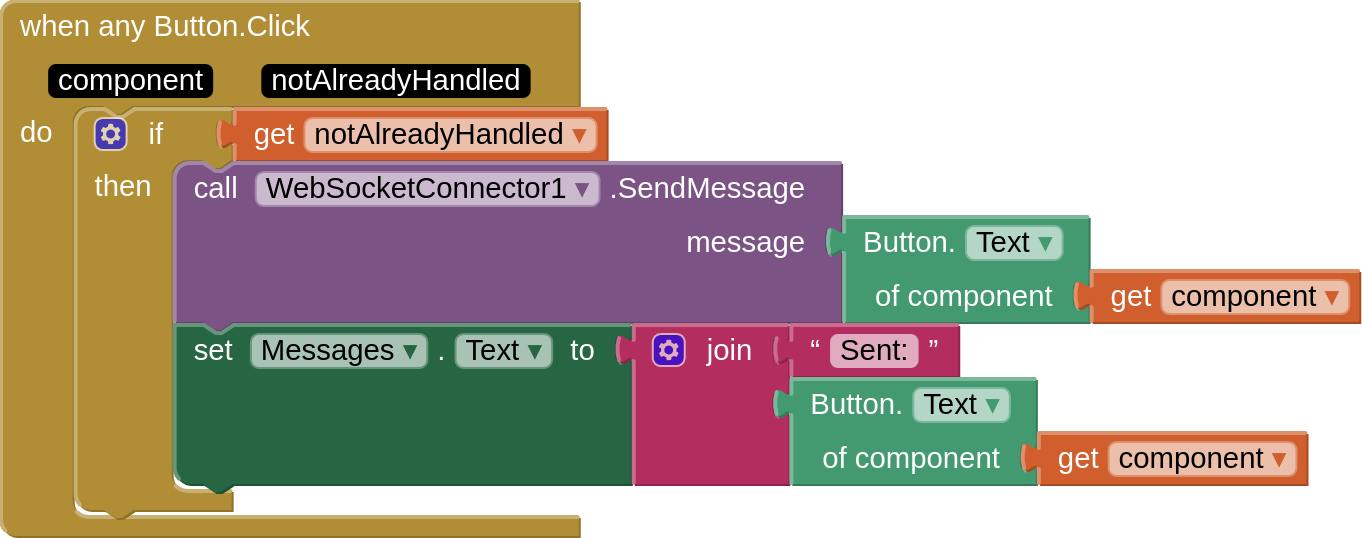 when any Button.Click
component notAlreadyHandled
do if get notAlreadyHandled ▾
then call WebSocketConnector1 ▾ .SendMessage
message Button. Text ▾
of component get component ▾
set Messages ▾ . Text ▾ to join “ Sent: ”
Button. Text ▾
of component get component ▾